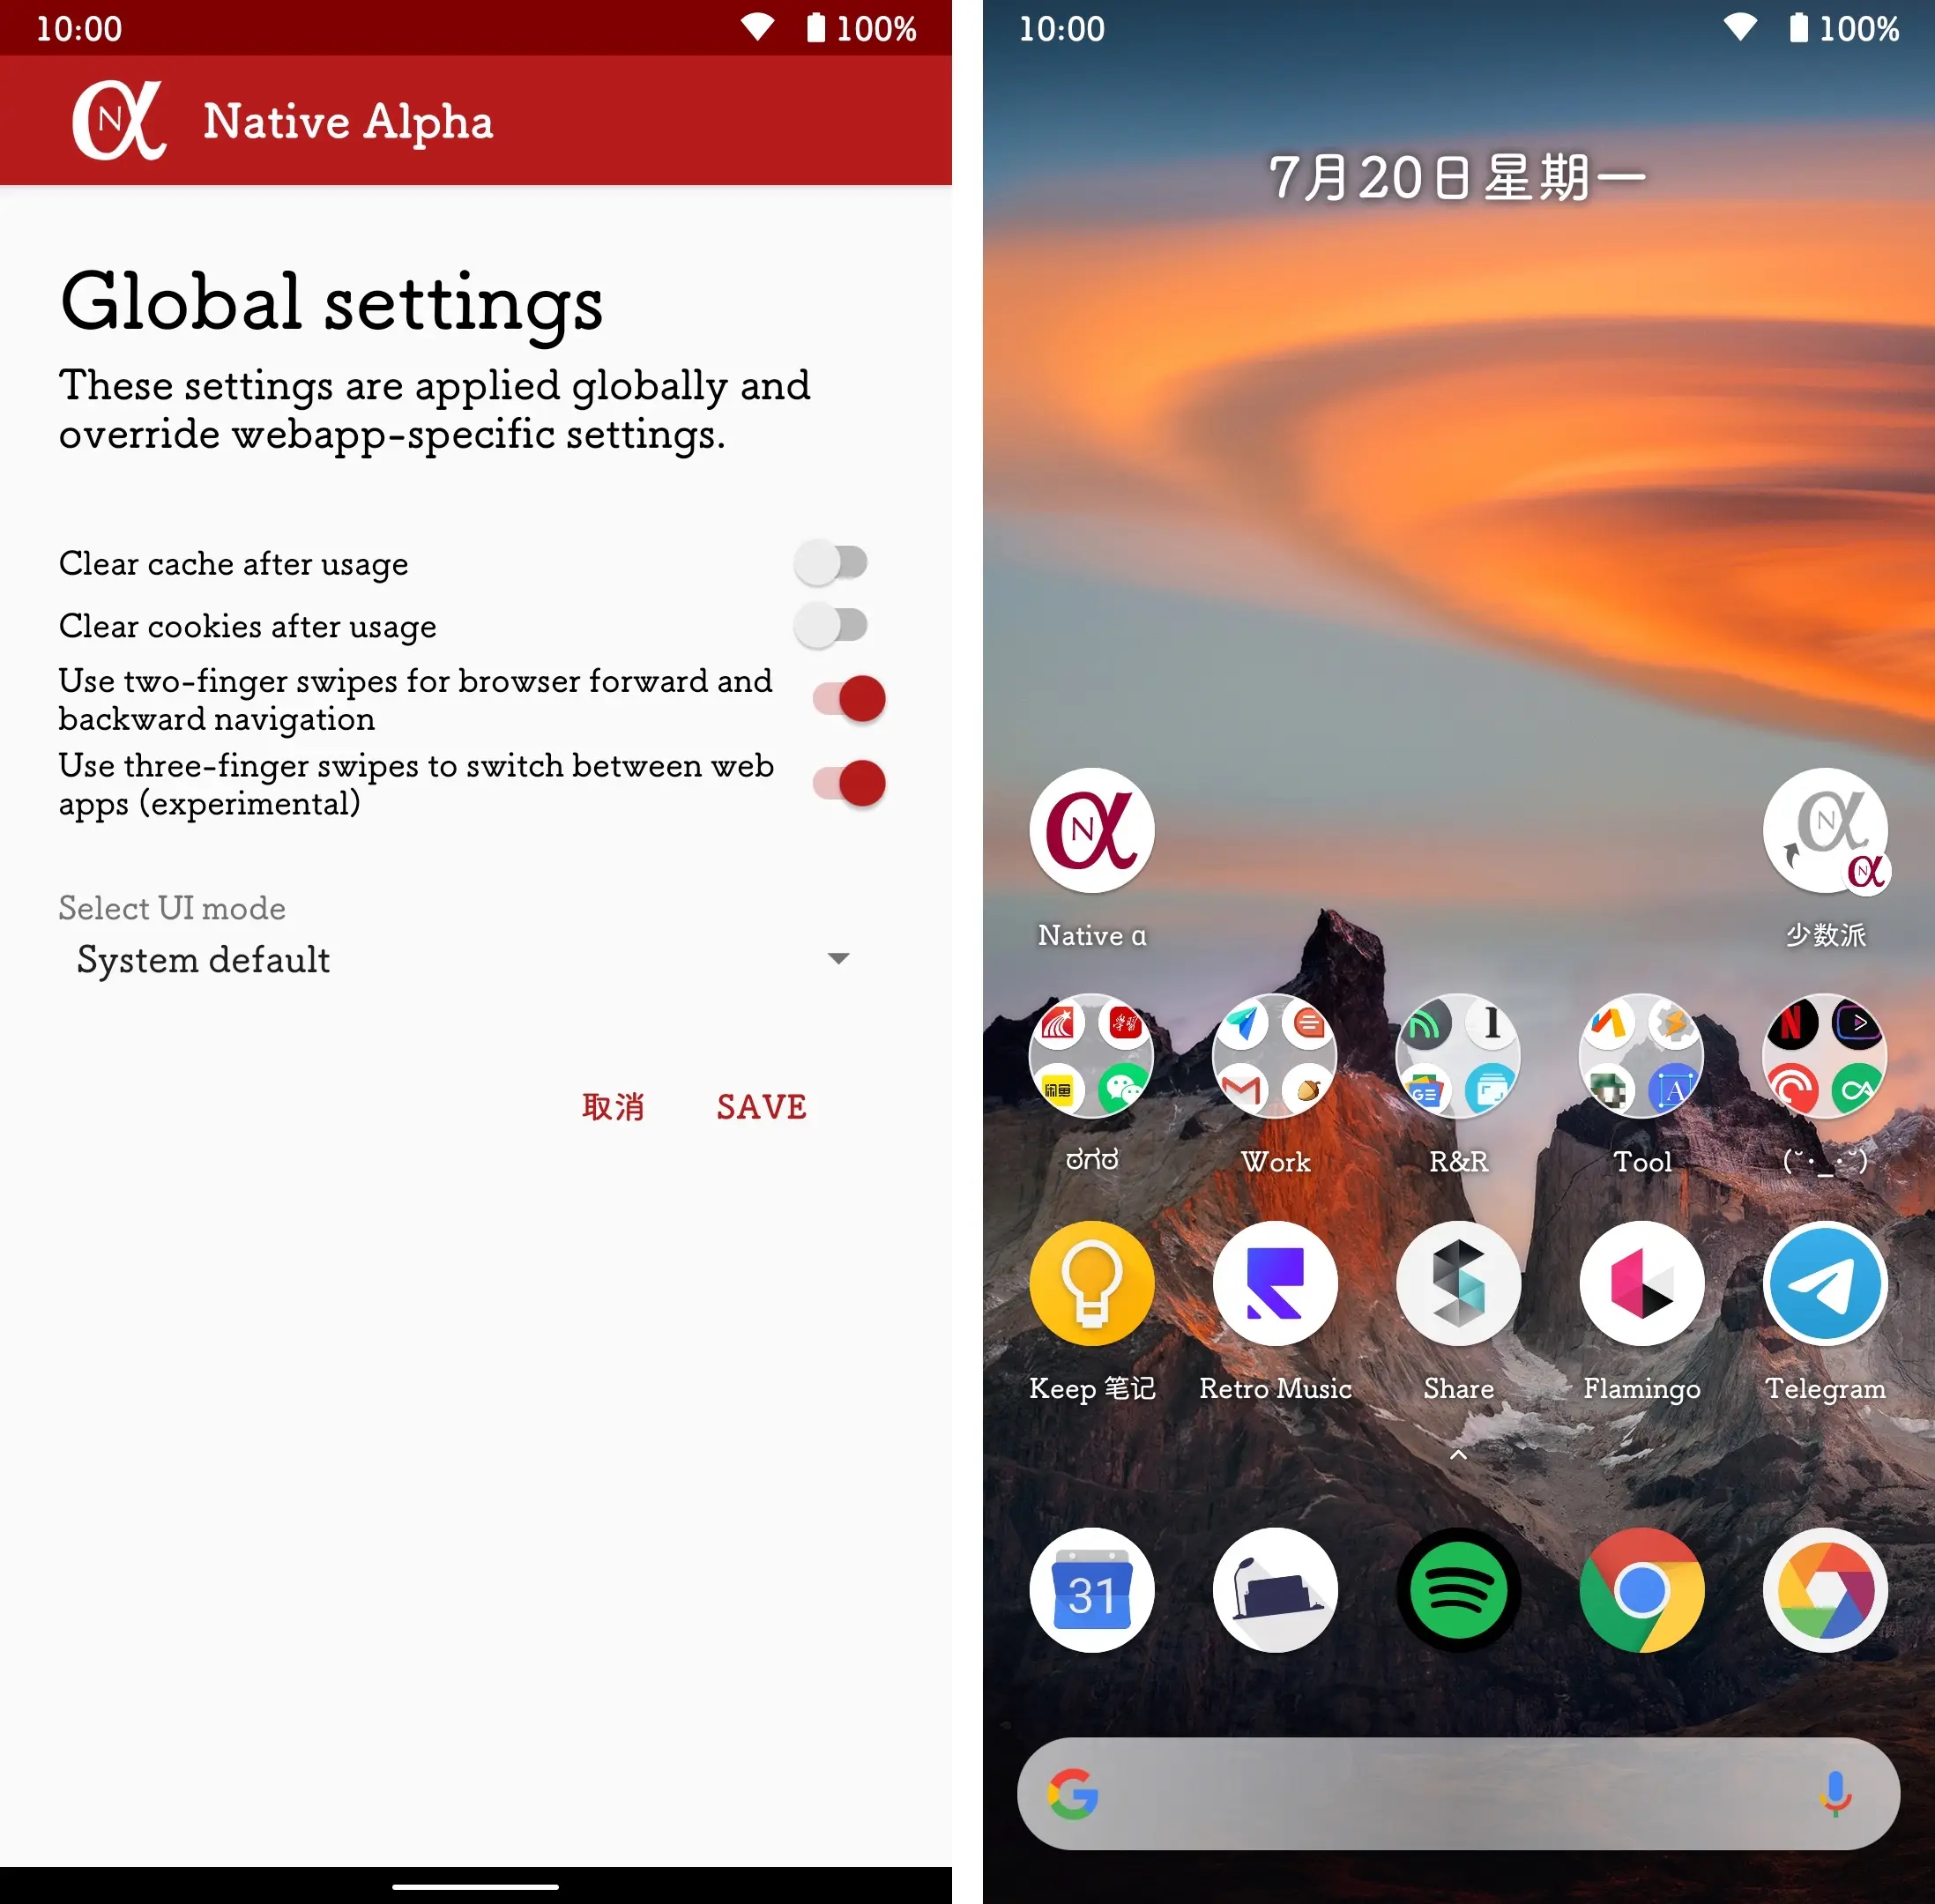 10:00
100%
Native Alpha
Global settings
These settings are applied globally and
override webapp-specific settings.
Clear cache after usage
Clear cookies after usage
Use two-finger swipes for browser forward and
backward navigation
Use three-finger swipes to switch between web
apps (experimental)
Select UI mode
System default
取消
SAVE
10:00
100%
7月20日星期一
Native α
少数派
ಠಗಠ
Work
R&R
Tool
(˘•_•˘)
Keep 笔记
Retro Music
Share
Flamingo
Telegram
31